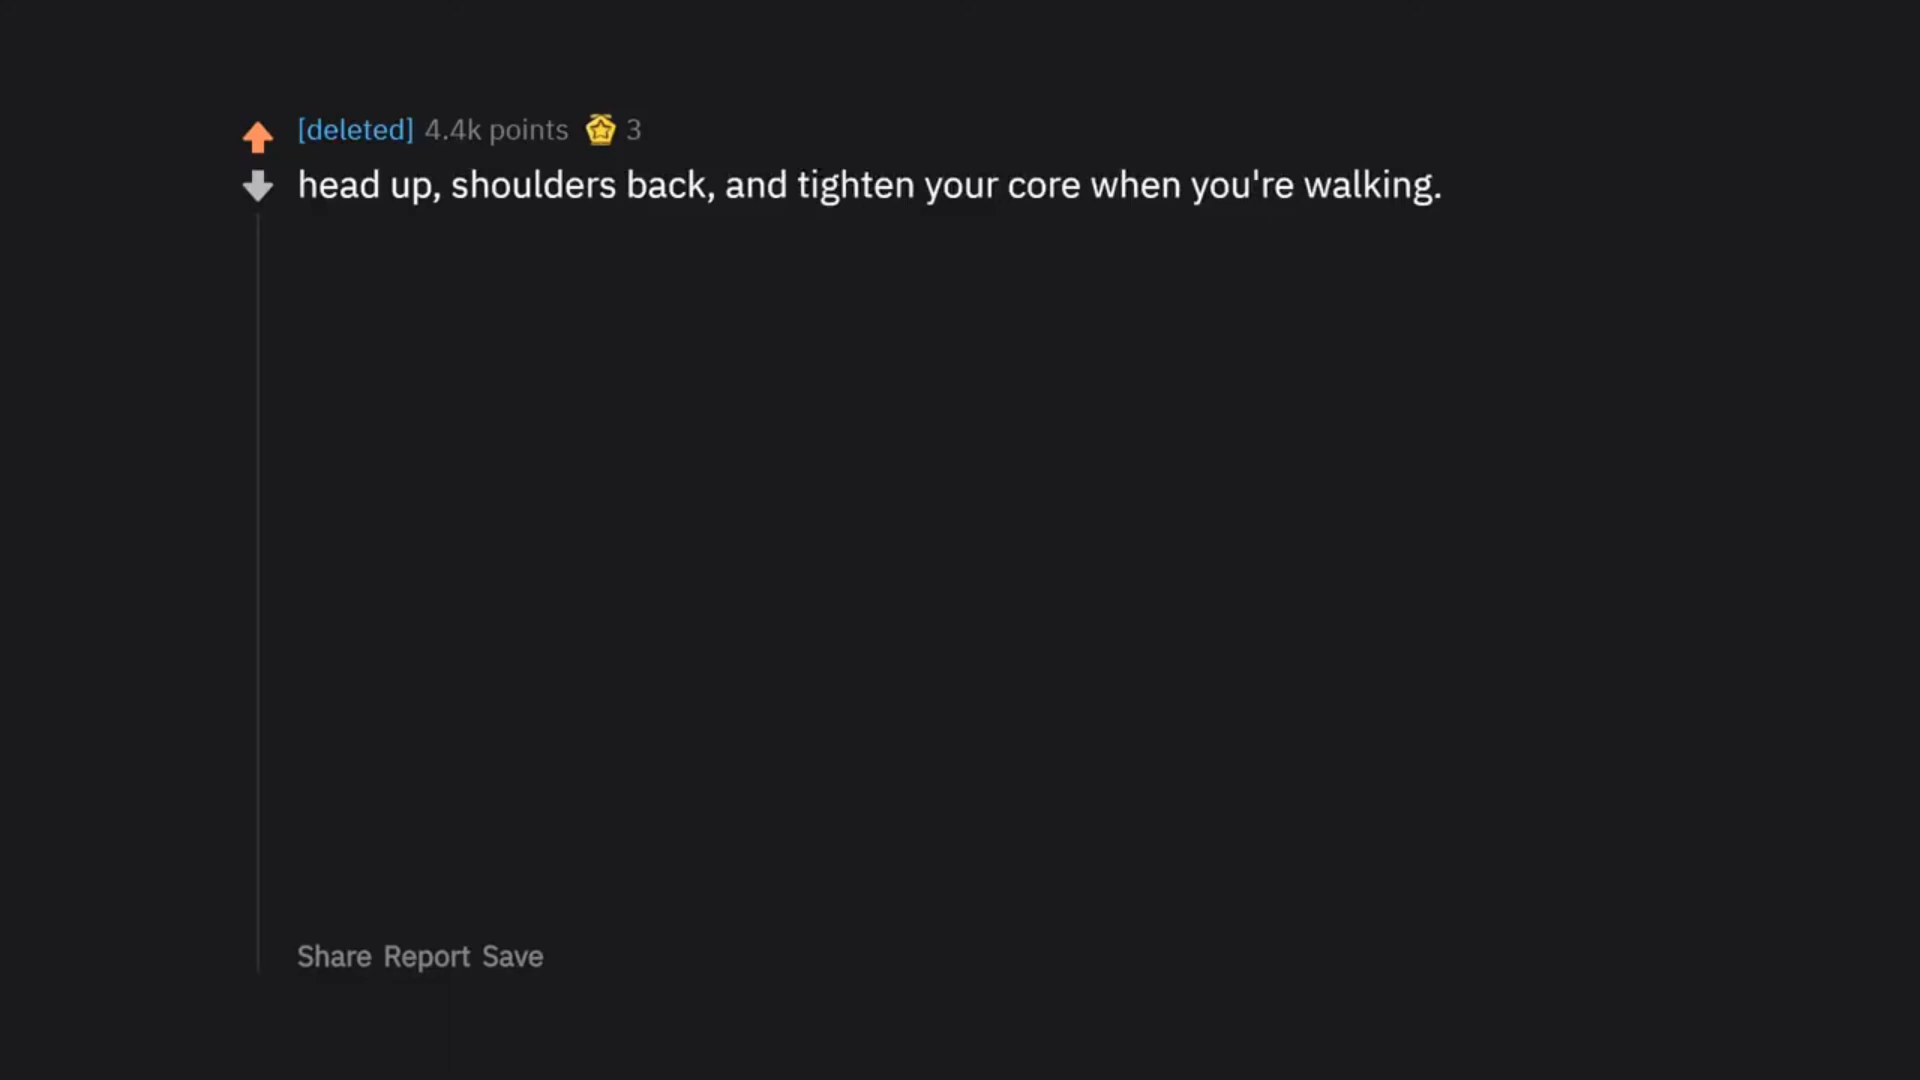 [deleted] 4.4k points 3
head up, shoulders back, and tighten your core when you're walking.
Share Report Save